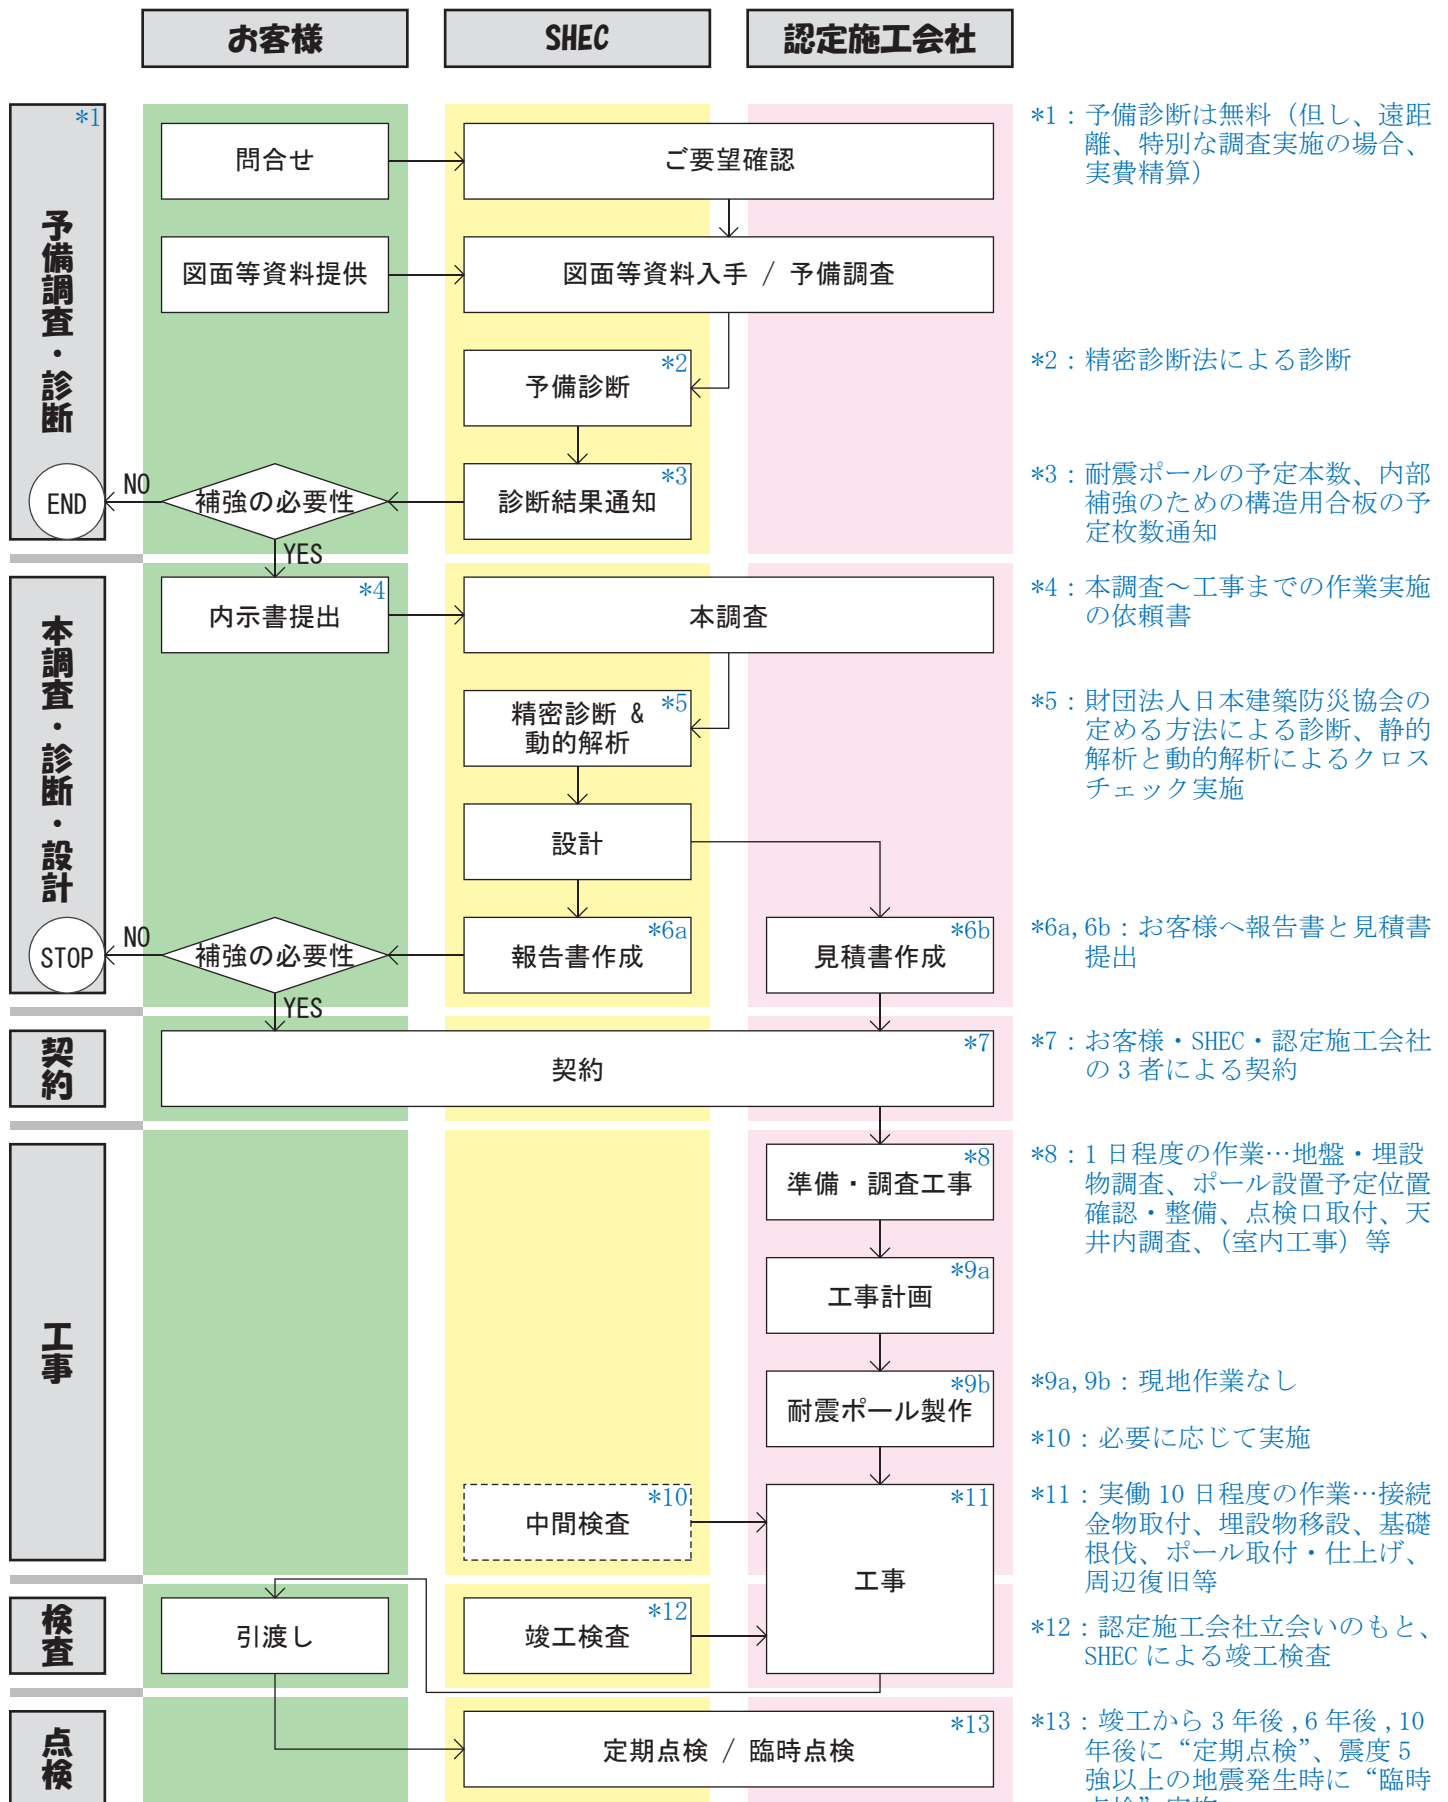 お客様
SHEC
認定施工会社
*1
予備調査・診断
問合せ
ご要望確認
*1：予備診断は無料（但し、遠距
離、特別な調査実施の場合、
実費精算）
図面等資料提供
図面等資料入手 / 予備調査
*2
予備診断
*2：精密診断法による診断
END
NO
補強の必要性
*3
診断結果通知
*3：耐震ポールの予定本数、内部
補強のための構造用合板の予
定枚数通知
YES
本調査・診断・設計
*4
内示書提出
本調査
*4：本調査～工事までの作業実施
の依頼書
*5
精密診断 &
動的解析
*5：財団法人日本建築防災協会の
定める方法による診断、静的
解析と動的解析によるクロス
チェック実施
設計
STOP
NO
補強の必要性
*6a
報告書作成
*6b
見積書作成
*6a,6b：お客様へ報告書と見積書
提出
YES
契約
*7
契約
*7：お客様・SHEC・認定施工会社
の 3 者による契約
工事
*8
準備・調査工事
*8：1 日程度の作業…地盤・埋設
物調査、ポール設置予定位置
確認・整備、点検口取付、天
井内調査、（室内工事）等
*9a
工事計画
*9b
耐震ポール製作
*9a,9b：現地作業なし
*10：必要に応じて実施
*10
中間検査
*11
工事
*11：実働 10 日程度の作業…接続
金物取付、埋設物移設、基礎
根伐、ポール取付・仕上げ、
周辺復旧等
検査
引渡し
*12
竣工検査
*12：認定施工会社立会いのもと、
SHEC による竣工検査
点検
*13
定期点検 / 臨時点検
*13：竣工から 3 年後 ,6 年後 ,10
年後に“定期点検”、震度 5
強以上の地震発生時に“臨時